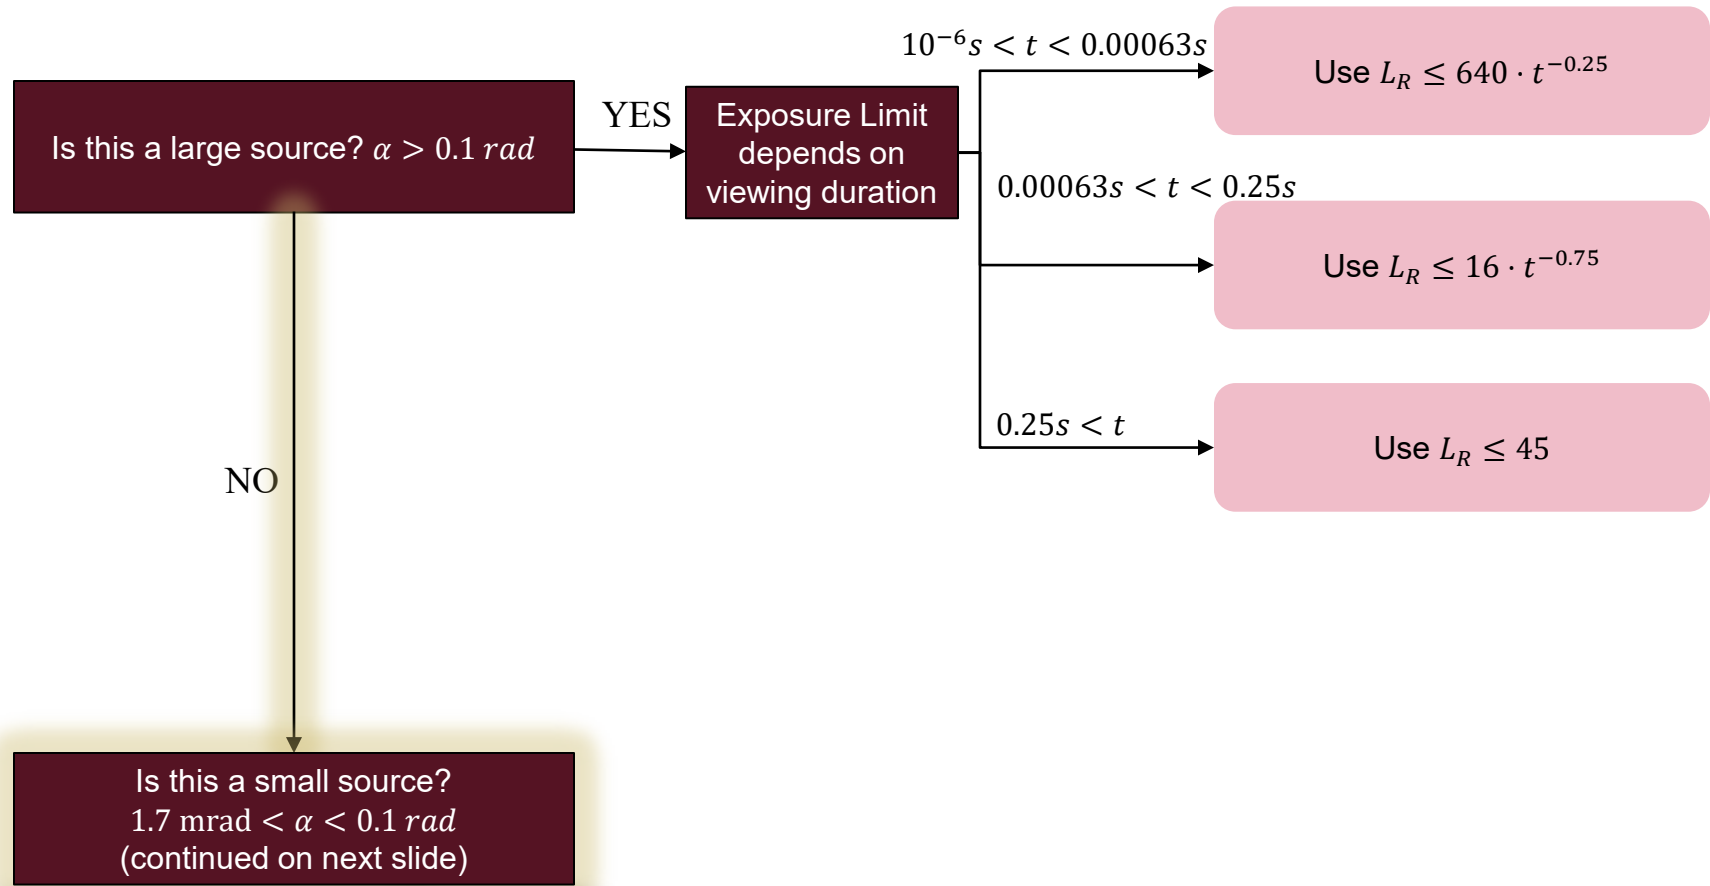 Is this a large source? α > 0.1 rad
YES
Exposure Limit
depends on
viewing duration
10⁻⁶s < t < 0.00063s
Use L_R ≤ 640 · t^{−0.25}
0.00063s < t < 0.25s
Use L_R ≤ 16 · t^{−0.75}
0.25s < t
Use L_R ≤ 45
NO
Is this a small source?
1.7 mrad < α < 0.1 rad
(continued on next slide)